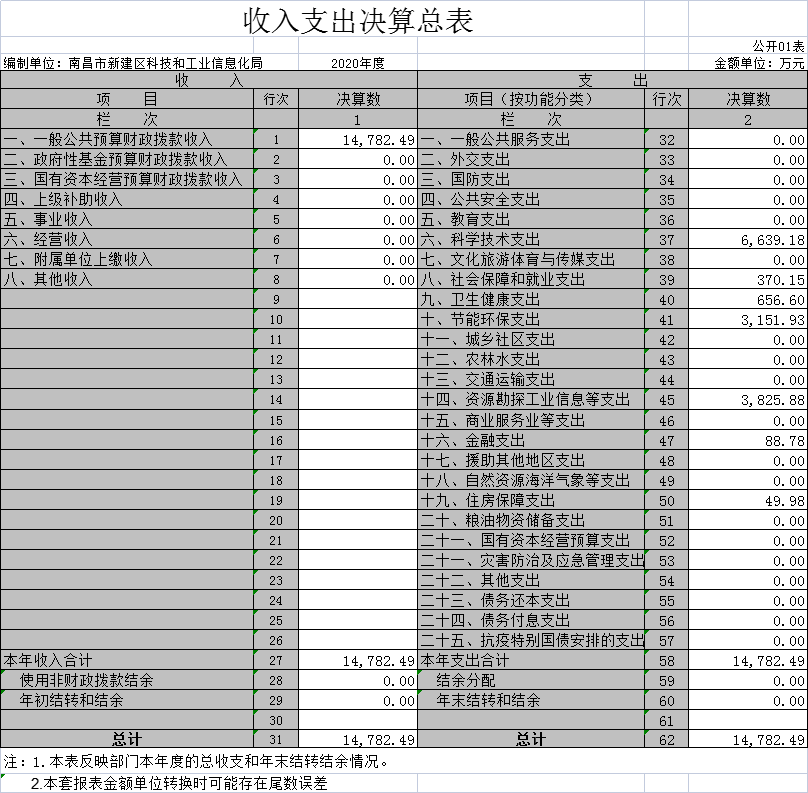 收入支出决算总表
公开01表
编制单位：南昌市新建区科技和工业信息化局 2020年度 金额单位：万元
收 入 支 出
项 目 行次 决算数 项目（按功能分类） 行次 决算数
栏 次 1 栏 次 2
一、一般公共预算财政拨款收入 1 14,782.49 一、一般公共服务支出 32 0.00
二、政府性基金预算财政拨款收入 2 0.00 二、外交支出 33 0.00
三、国有资本经营预算财政拨款收入 3 0.00 三、国防支出 34 0.00
四、上级补助收入 4 0.00 四、公共安全支出 35 0.00
五、事业收入 5 0.00 五、教育支出 36 0.00
六、经营收入 6 0.00 六、科学技术支出 37 6,639.18
七、附属单位上缴收入 7 0.00 七、文化旅游体育与传媒支出 38 0.00
八、其他收入 8 0.00 八、社会保障和就业支出 39 370.15
9 九、卫生健康支出 40 656.60
10 十、节能环保支出 41 3,151.93
11 十一、城乡社区支出 42 0.00
12 十二、农林水支出 43 0.00
13 十三、交通运输支出 44 0.00
14 十四、资源勘探工业信息等支出 45 3,825.88
15 十五、商业服务业等支出 46 0.00
16 十六、金融支出 47 88.78
17 十七、援助其他地区支出 48 0.00
18 十八、自然资源海洋气象等支出 49 0.00
19 十九、住房保障支出 50 49.98
20 二十、粮油物资储备支出 51 0.00
21 二十一、国有资本经营预算支出 52 0.00
22 二十一、灾害防治及应急管理支出 53 0.00
23 二十二、其他支出 54 0.00
24 二十三、债务还本支出 55 0.00
25 二十四、债务付息支出 56 0.00
26 二十五、抗疫特别国债安排的支出 57 0.00
本年收入合计 27 14,782.49 本年支出合计 58 14,782.49
使用非财政拨款结余 28 0.00 结余分配 59 0.00
年初结转和结余 29 0.00 年末结转和结余 60 0.00
30 61
总计 31 14,782.49 总计 62 14,782.49
注：1.本表反映部门本年度的总收支和年末结转结余情况。
2.本套报表金额单位转换时可能存在尾数误差